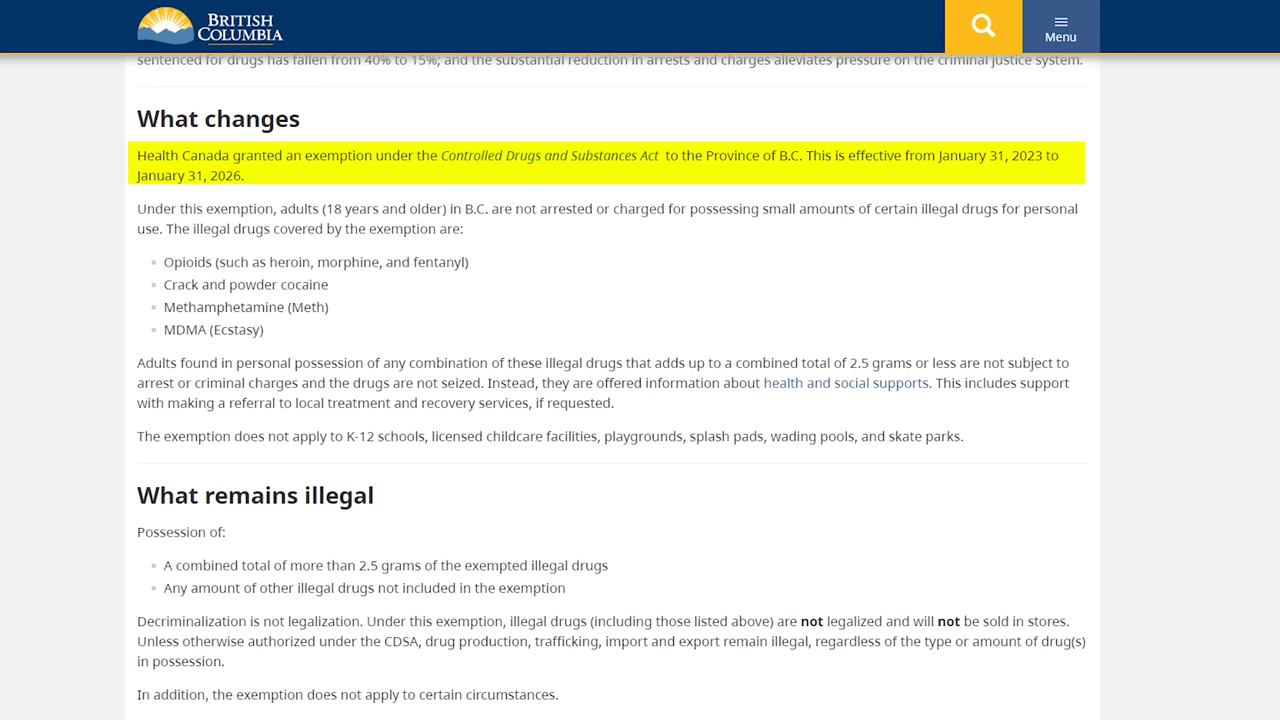 BRITISH
COLUMBIA
Menu
sentenced for drugs has fallen from 40% to 15%; and the substantial reduction in arrests and charges alleviates pressure on the criminal justice system.
What changes
Health Canada granted an exemption under the Controlled Drugs and Substances Act to the Province of B.C. This is effective from January 31, 2023 to
January 31, 2026.
Under this exemption, adults (18 years and older) in B.C. are not arrested or charged for possessing small amounts of certain illegal drugs for personal
use. The illegal drugs covered by the exemption are:
Opioids (such as heroin, morphine, and fentanyl)
Crack and powder cocaine
Methamphetamine (Meth)
MDMA (Ecstasy)
Adults found in personal possession of any combination of these illegal drugs that adds up to a combined total of 2.5 grams or less are not subject to
arrest or criminal charges and the drugs are not seized. Instead, they are offered information about health and social supports. This includes support
with making a referral to local treatment and recovery services, if requested.
The exemption does not apply to K-12 schools, licensed childcare facilities, playgrounds, splash pads, wading pools, and skate parks.
What remains illegal
Possession of:
A combined total of more than 2.5 grams of the exempted illegal drugs
Any amount of other illegal drugs not included in the exemption
Decriminalization is not legalization. Under this exemption, illegal drugs (including those listed above) are not legalized and will not be sold in stores.
Unless otherwise authorized under the CDSA, drug production, trafficking, import and export remain illegal, regardless of the type or amount of drug(s)
in possession.
In addition, the exemption does not apply to certain circumstances.